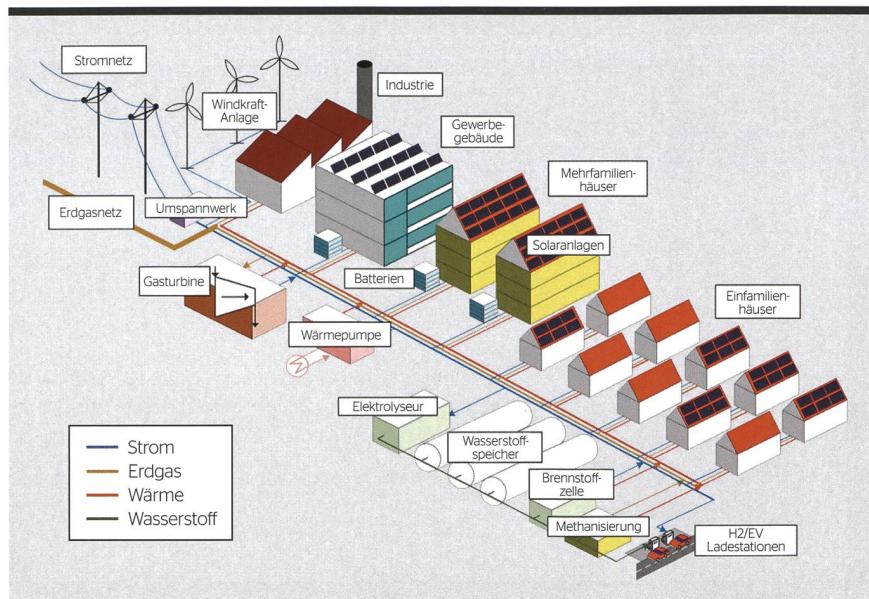 Stromnetz
Windkraft-
Anlage
Industrie
Gewerbe-
gebäude
Mehrfamilien-
häuser
Erdgasnetz
Umspannwerk
Solaranlagen
Gasturbine
Batterien
Einfamilien-
häuser
Wärmepumpe
Elektrolyseur
Wasserstoff-
speicher
Brennstoff-
zelle
Methanisierung
H2/EV
Ladestationen
Strom
Erdgas
Wärme
Wasserstoff